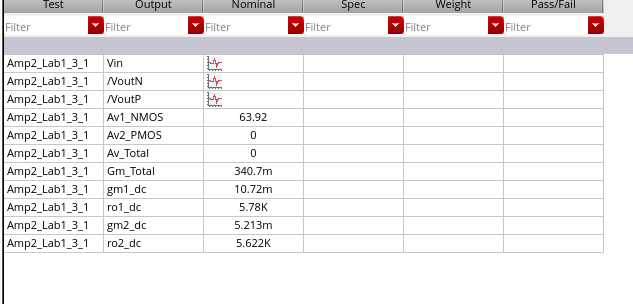 Test Output Nominal Spec Weight Pass/Fail
Filter Filter Filter Filter Filter Filter
Amp2_Lab1_3_1 Vin
Amp2_Lab1_3_1 /VoutN
Amp2_Lab1_3_1 /VoutP
Amp2_Lab1_3_1 Av1_NMOS 63.92
Amp2_Lab1_3_1 Av2_PMOS 0
Amp2_Lab1_3_1 Av_Total 0
Amp2_Lab1_3_1 Gm_Total 340.7m
Amp2_Lab1_3_1 gm1_dc 10.72m
Amp2_Lab1_3_1 ro1_dc 5.78K
Amp2_Lab1_3_1 gm2_dc 5.213m
Amp2_Lab1_3_1 ro2_dc 5.622K